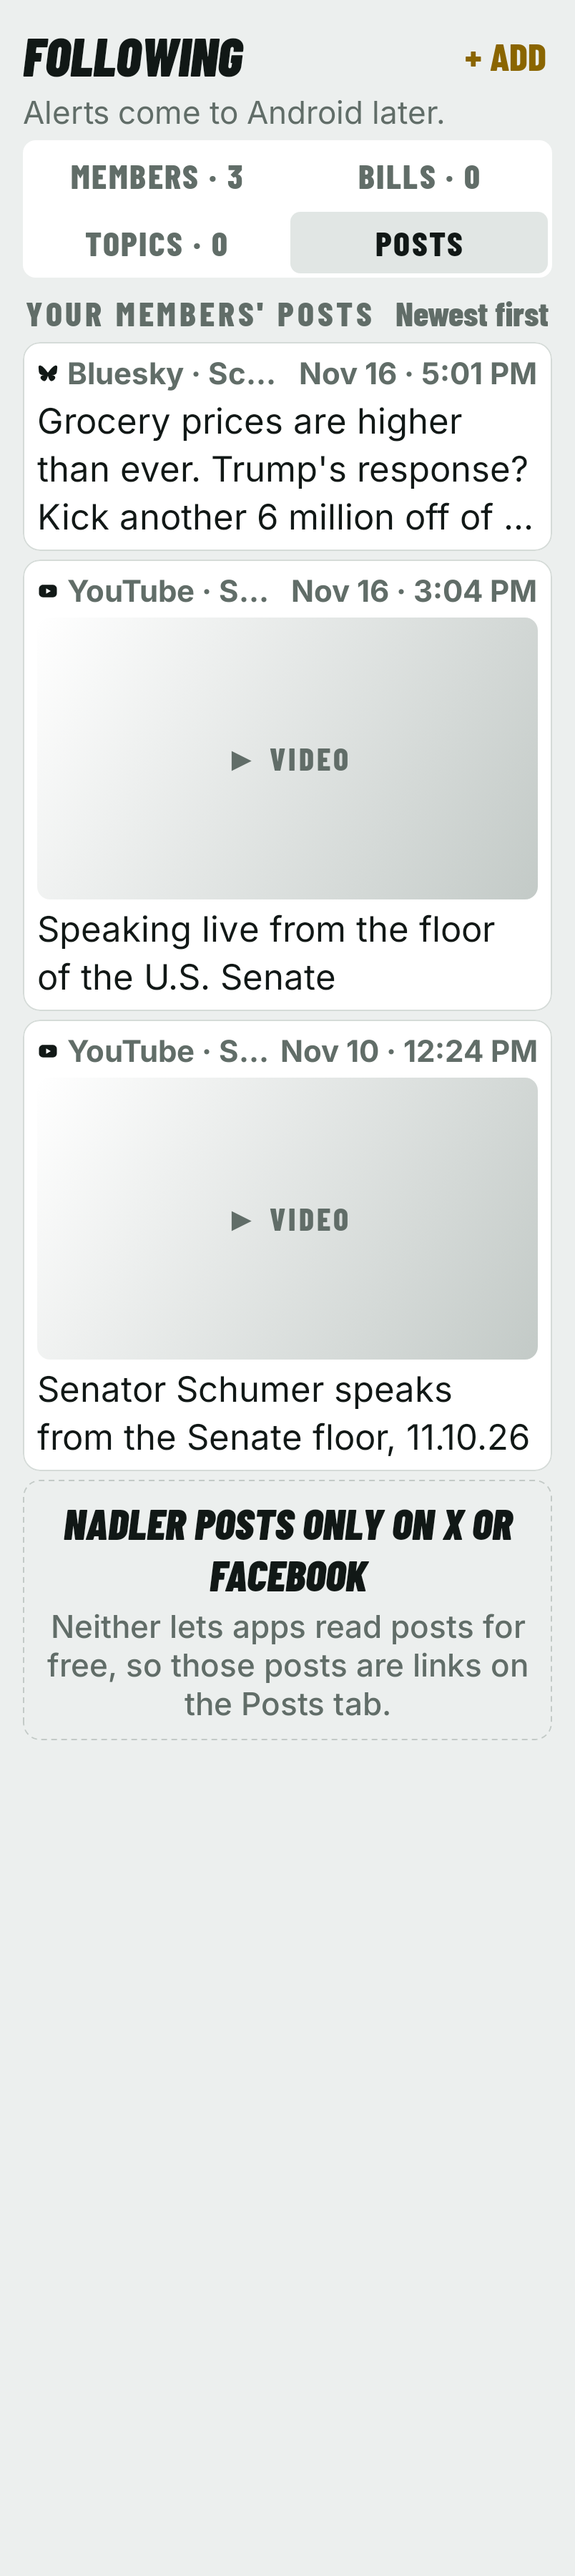 FOLLOWING
+ ADD
Alerts come to Android later.
MEMBERS · 3
BILLS · 0
TOPICS · 0
POSTS
YOUR MEMBERS' POSTS
Newest first
Bluesky · Sc...
Nov 16 · 5:01 PM
Grocery prices are higher
than ever. Trump's response?
Kick another 6 million off of ...
YouTube · S...
Nov 16 · 3:04 PM
▶ VIDEO
Speaking live from the floor
of the U.S. Senate
YouTube · S...
Nov 10 · 12:24 PM
▶ VIDEO
Senator Schumer speaks
from the Senate floor, 11.10.26
NADLER POSTS ONLY ON X OR
FACEBOOK
Neither lets apps read posts for
free, so those posts are links on
the Posts tab.